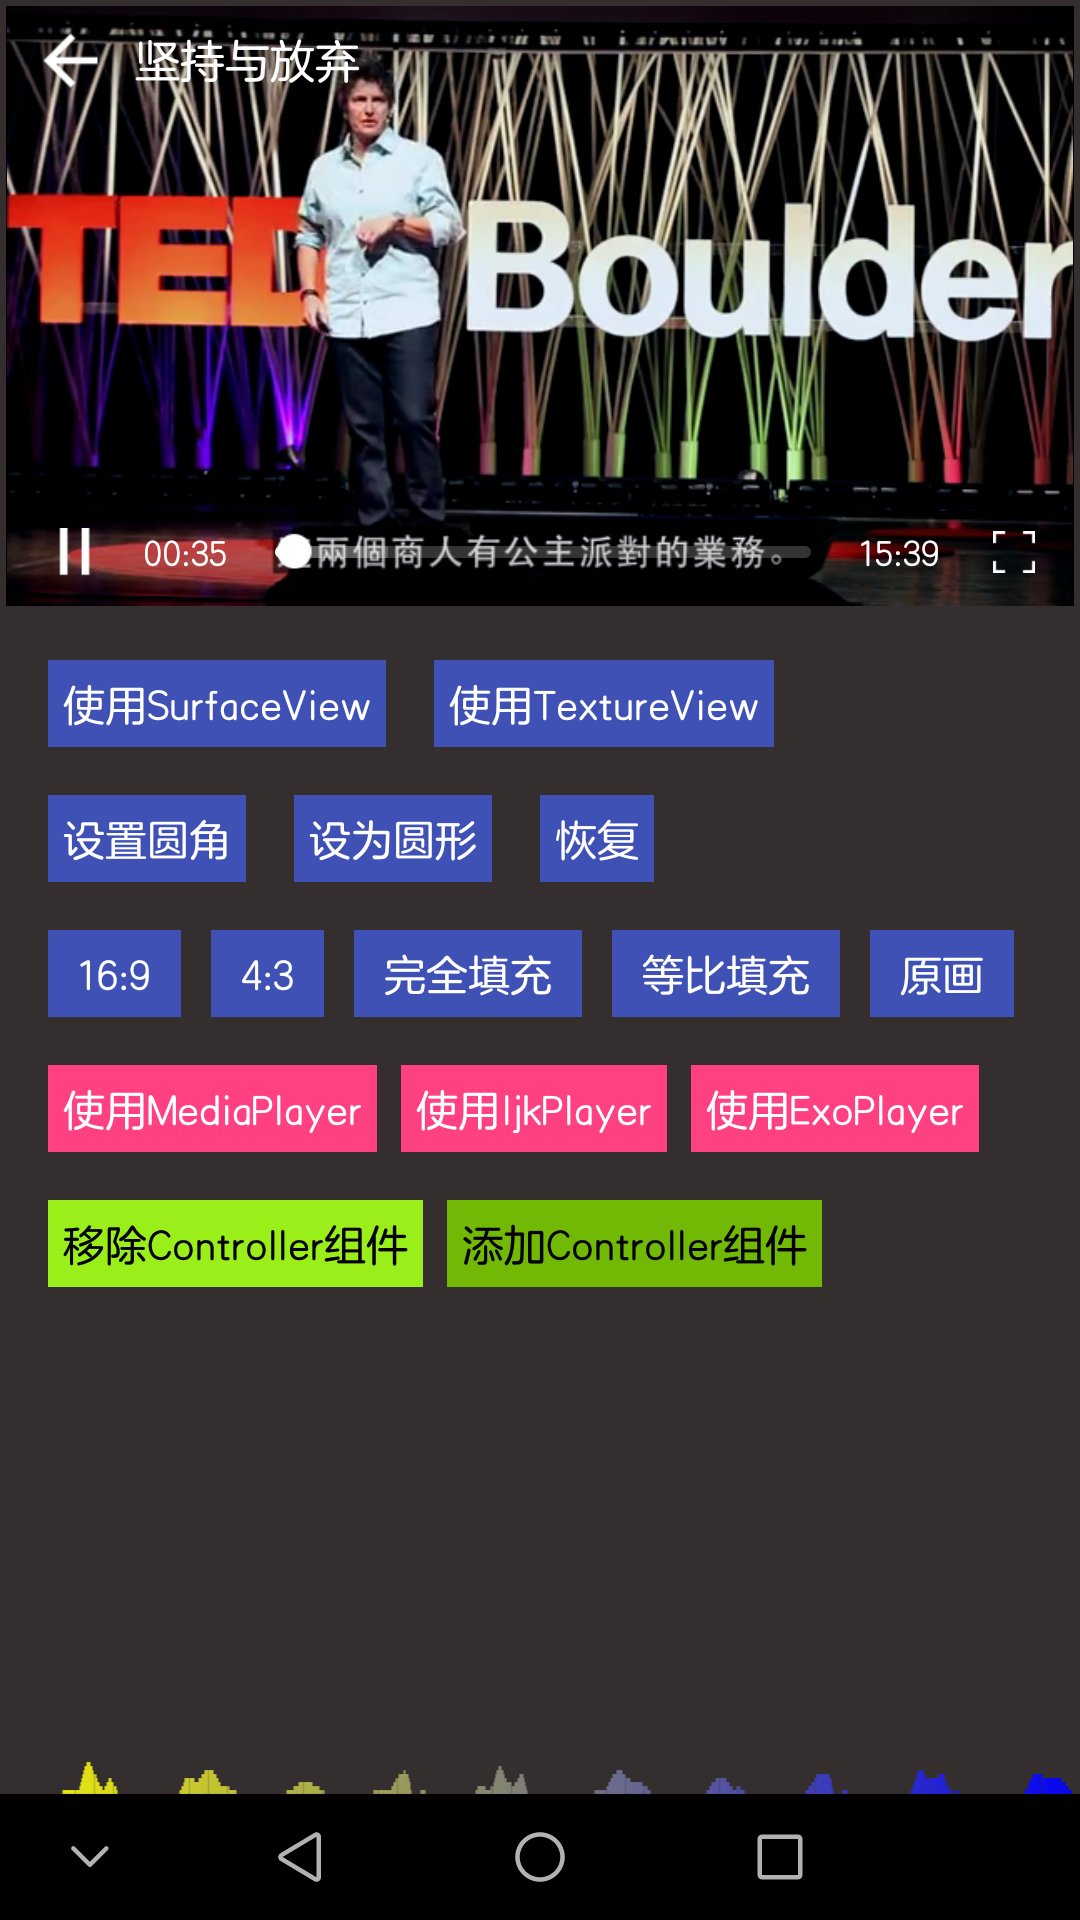 坚持与放弃
TED Boulder
00:35 兩個商人有公主派對的業務。 15:39
使用SurfaceView 使用TextureView
设置圆角 设为圆形 恢复
16:9 4:3 完全填充 等比填充 原画
使用MediaPlayer 使用IjkPlayer 使用ExoPlayer
移除Controller组件 添加Controller组件